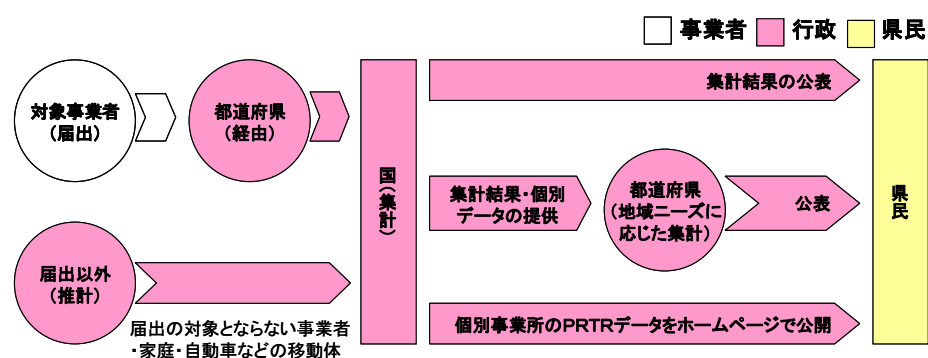 事業者 行政 県民
対象事業者
(届出)
都道府県
(経由)
国(集計)
集計結果の公表
集計結果・個別
データの提供
都道府県
(地域ニーズに
応じた集計)
公表
県民
届出以外
(推計)
届出の対象とならない事業者
・家庭・自動車などの移動体
個別事業所のPRTRデータをホームページで公開